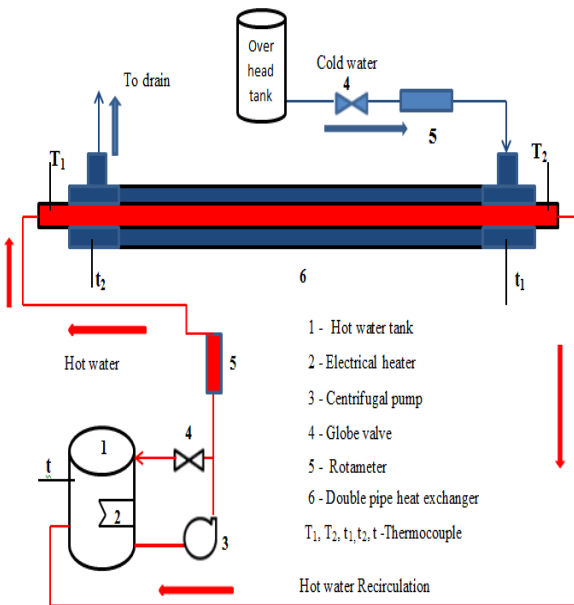 Over
head
tank
Cold water
4
5
To drain
T1
T2
t2
6
t1
Hot water
5
4
1
t
2
3
1 - Hot water tank
2 - Electrical heater
3 - Centrifugal pump
4 - Globe valve
5 - Rotameter
6 - Double pipe heat exchanger
T1, T2, t1,t2, t -Thermocouple
Hot water Recirculation